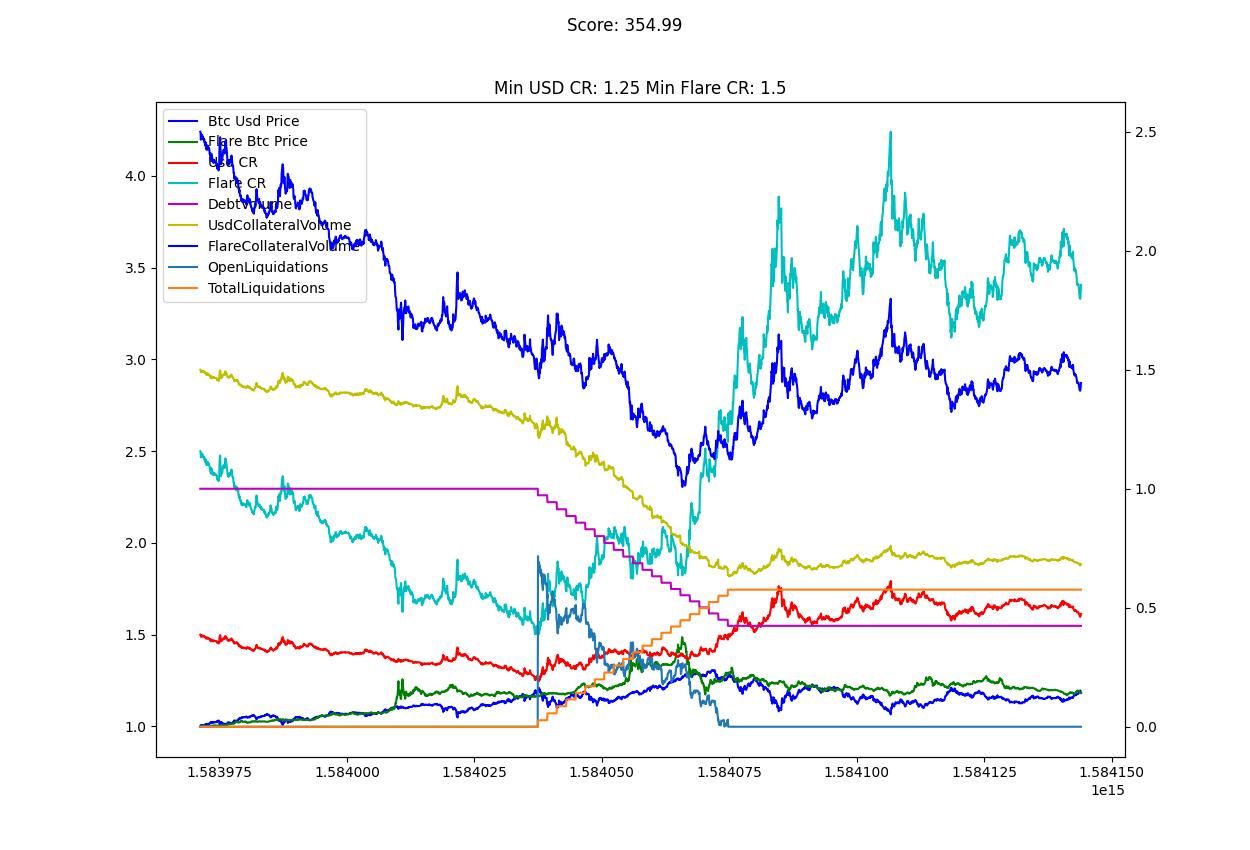 Score: 354.99
Min USD CR: 1.25 Min Flare CR: 1.5
Btc Usd Price
Flare Btc Price
Usd CR
Flare CR
DebtVolume
UsdCollateralVolume
FlareCollateralVolume
OpenLiquidations
TotalLiquidations
4.0
3.5
3.0
2.5
2.0
1.5
1.0
2.5
2.0
1.5
1.0
0.5
0.0
1.583975 1.584000 1.584025 1.584050 1.584075 1.584100 1.584125 1.584150
1e15